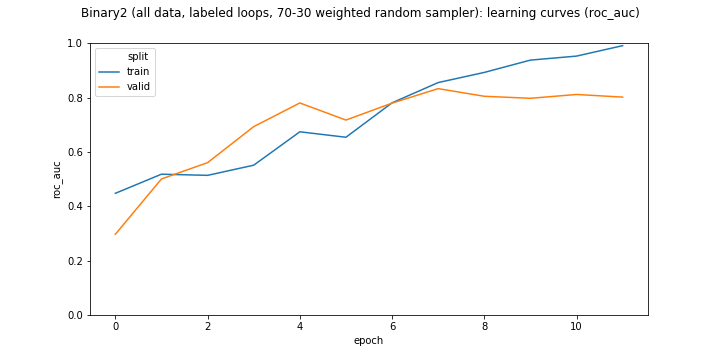 Binary2 (all data, labeled loops, 70-30 weighted random sampler): learning curves (roc_auc)
1.0
0.8
0.6
0.4
0.2
0.0
roc_auc
split
train
valid
0
2
4
6
8
10
epoch